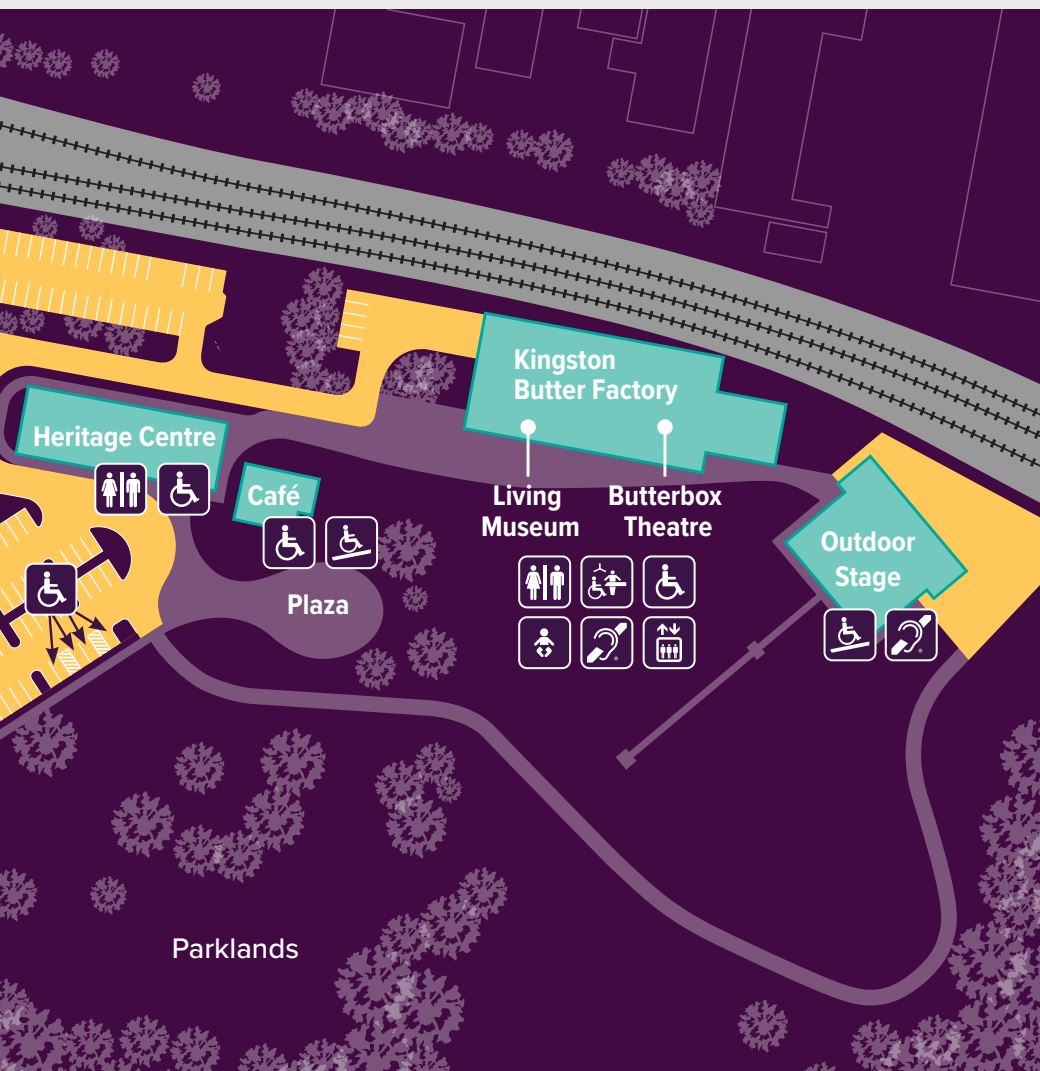 Kingston
Butter Factory
Heritage Centre
Café
Living
Museum
Butterbox
Theatre
Outdoor
Stage
Plaza
Parklands